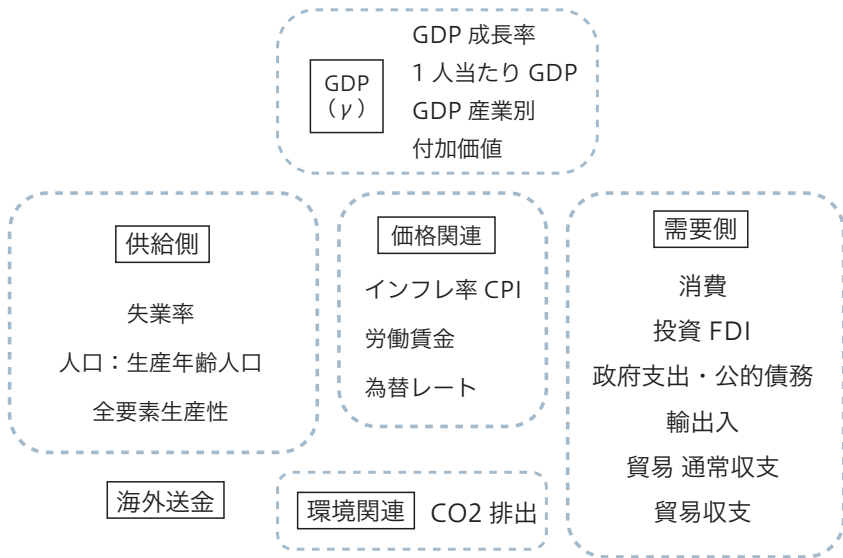 GDP
(γ)
GDP 成長率
1 人当たり GDP
GDP 産業別
付加価値
供給側
失業率
人口：生産年齢人口
全要素生産性
価格関連
インフレ率 CPI
労働賃金
為替レート
需要側
消費
投資 FDI
政府支出・公的債務
輸出入
貿易 通常収支
貿易収支
海外送金
環境関連 CO2 排出